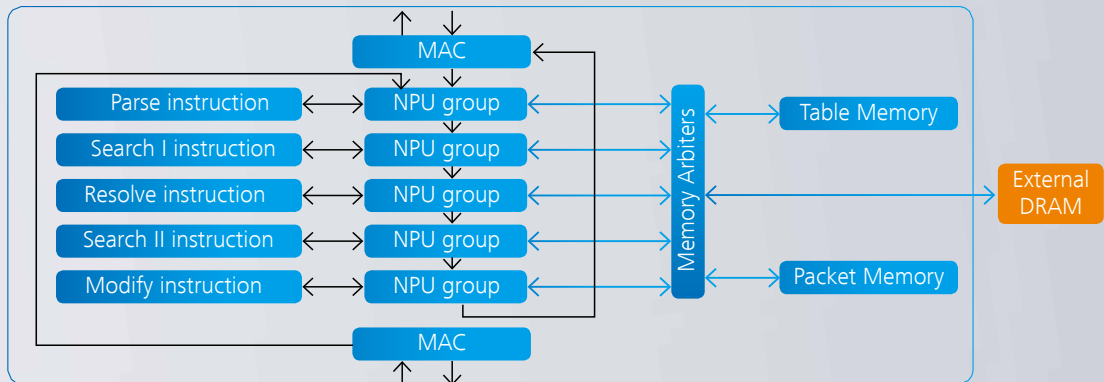 MAC
Parse instruction
NPU group
Search I instruction
NPU group
Resolve instruction
NPU group
Search II instruction
NPU group
Modify instruction
NPU group
MAC
Memory Arbiters
Table Memory
Packet Memory
External
DRAM